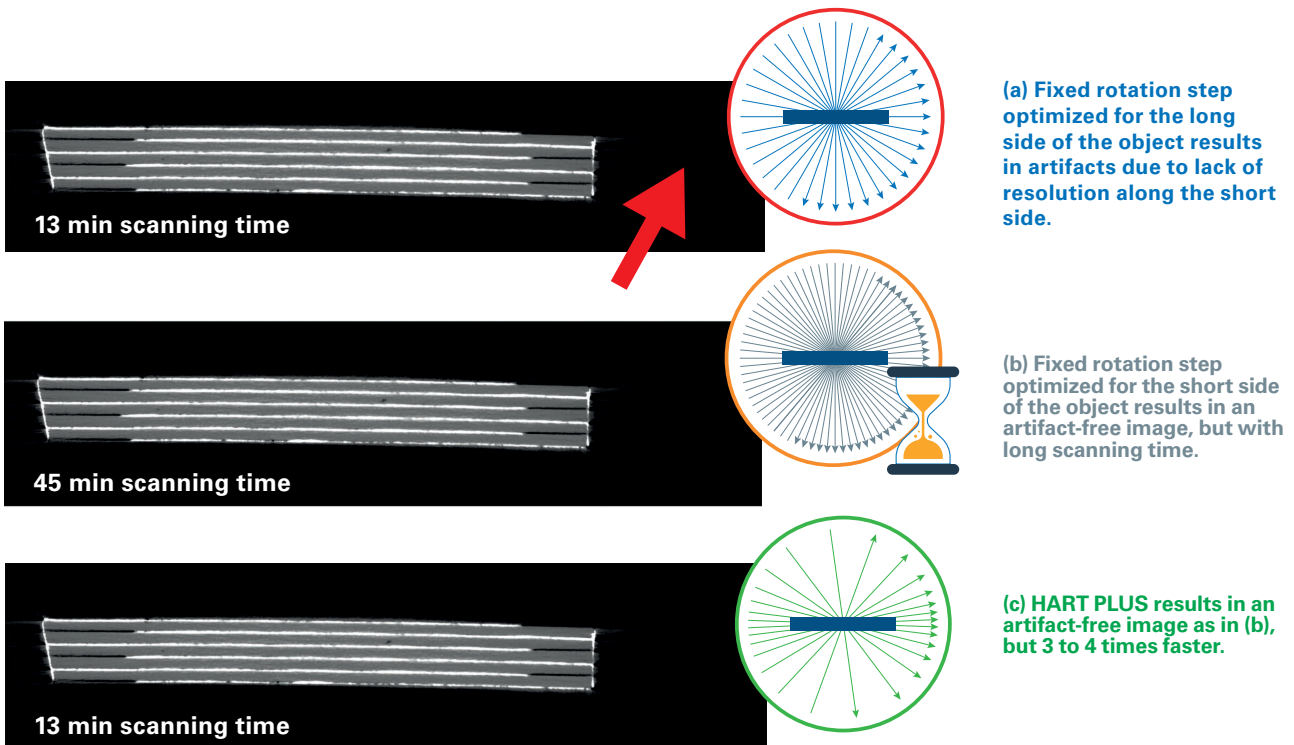 13 min scanning time
(a) Fixed rotation step
optimized for the long
side of the object results
in artifacts due to lack of
resolution along the short
side.
45 min scanning time
(b) Fixed rotation step
optimized for the short side
of the object results in an
artifact-free image, but with
long scanning time.
13 min scanning time
(c) HART PLUS results in an
artifact-free image as in (b),
but 3 to 4 times faster.